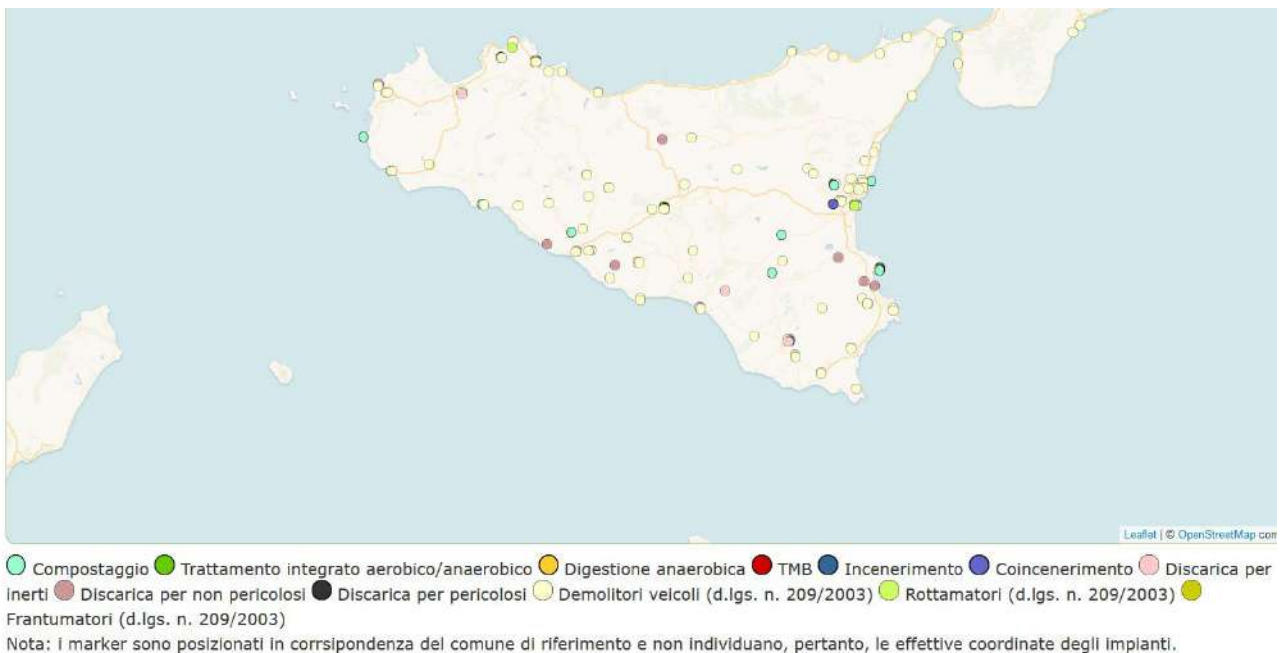 Leaflet | © OpenStreetMap con
Compostaggio Trattamento integrato aerobico/anaerobico Digestione anaerobica TMB Incenerimento Coincenerimento Discarica per
inerti Discarica per non pericolosi Discarica per pericolosi Demolitori veicoli (d.lgs. n. 209/2003) Rottamatori (d.lgs. n. 209/2003)
Frantumatori (d.lgs. n. 209/2003)
Nota: i marker sono posizionati in corrsipondenza del comune di riferimento e non individuano, pertanto, le effettive coordinate degli impianti.